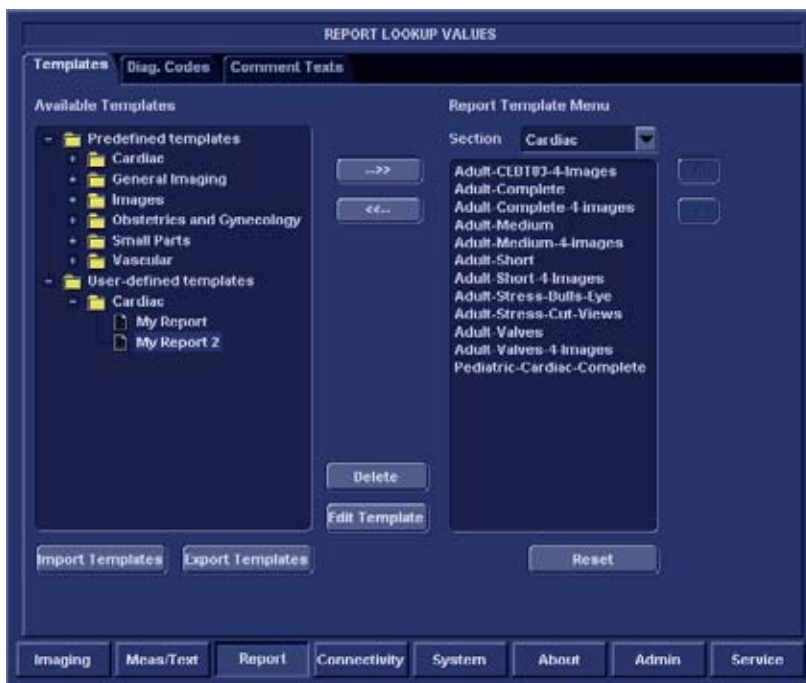 REPORT LOOKUP VALUES
Templates Diag. Codes Comment Texts
Available Templates
Predefined templates
Cardiac
General Imaging
Images
Obstetrics and Gynecology
Small Parts
Vascular
User-defined templates
Cardiac
My Report
My Report 2
-->>
<<--
Delete
Edit Template
Import Templates Export Templates
Report Template Menu
Section Cardiac
Adult-CEBT03-4-Images
Adult-Complete
Adult-Complete-4-images
Adult-Medium
Adult-Medium-4-images
Adult-Short
Adult-Short-4-Images
Adult-Stress-Bulls-Eye
Adult-Stress-Cut-Views
Adult-Valves
Adult-Valves-4-Images
Pediatric-Cardiac-Complete
Reset
Imaging Meas/Text Report Connectivity System About Admin Service